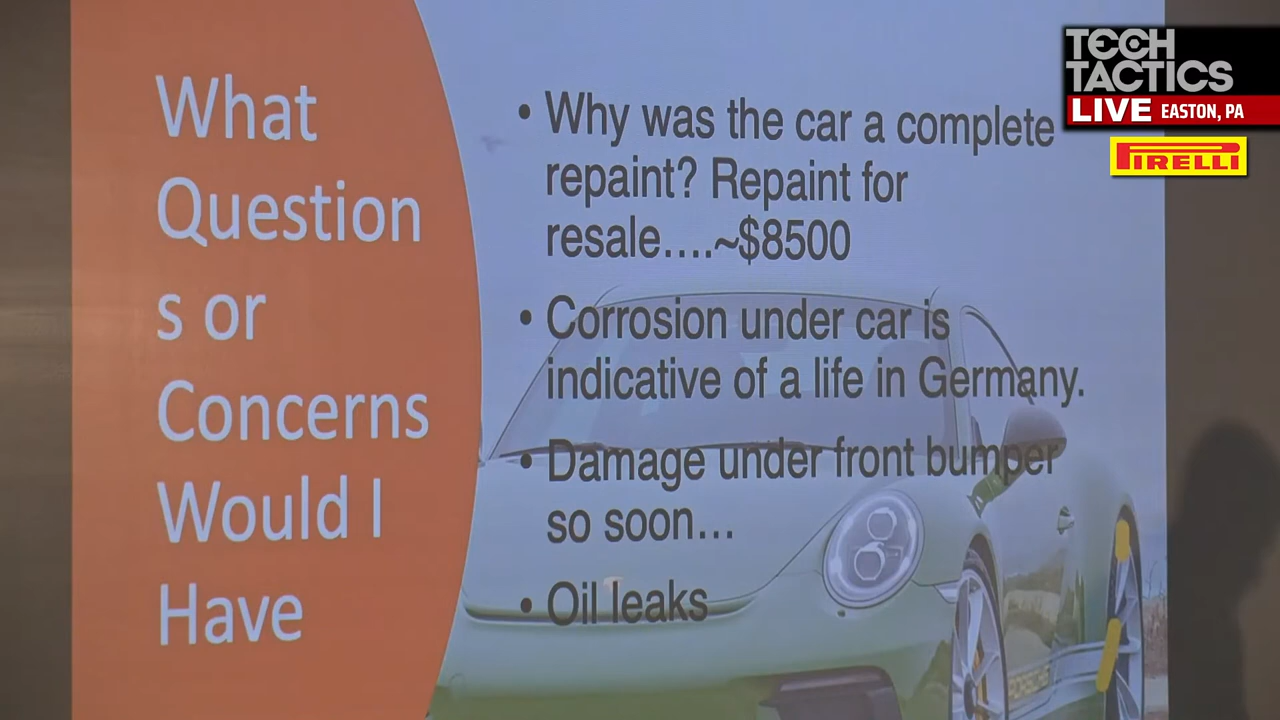 What
Question
s or
Concerns
Would I
Have
• Why was the car a complete
repaint? Repaint for
resale....~$8500
• Corrosion under car is
indicative of a life in Germany.
• Damage under front bumper
so soon...
• Oil leaks
TECH
TACTICS
LIVE EASTON, PA
PIRELLI
PORSCHE